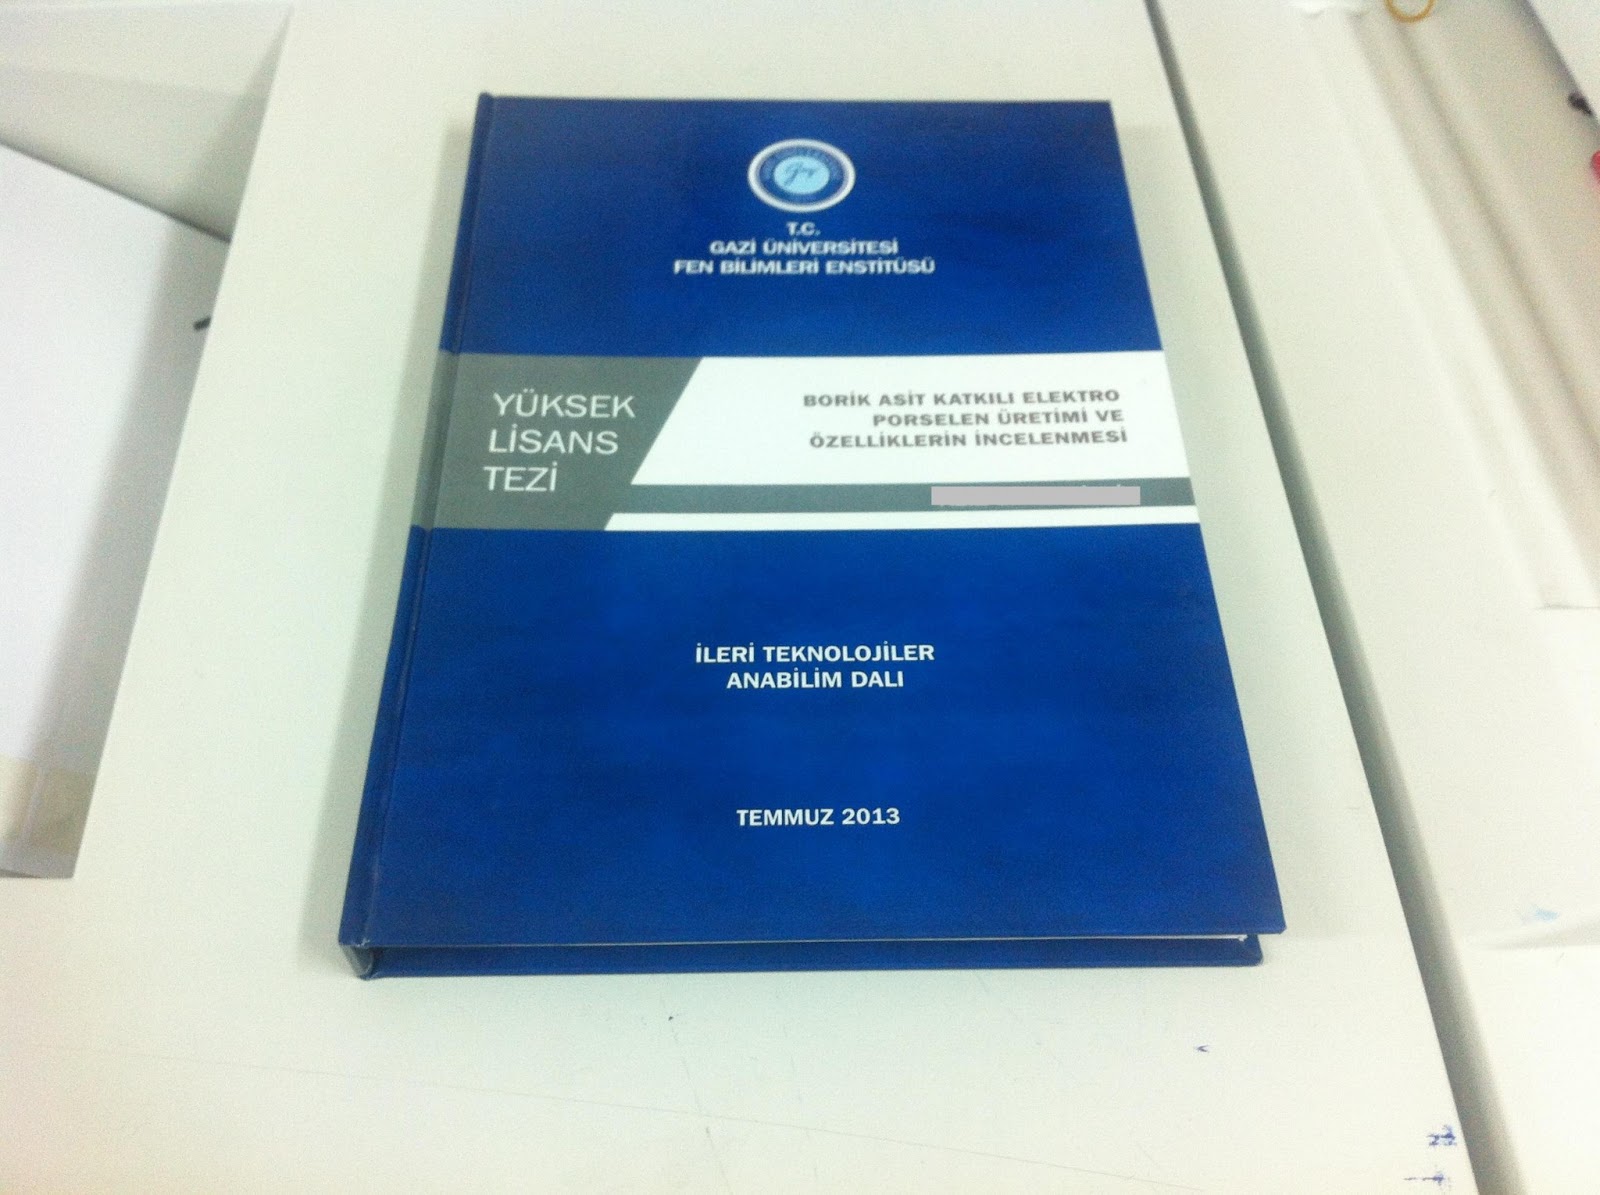 T.C.
GAZİ ÜNİVERSİTESİ
FEN BİLİMLERİ ENSTİTÜSÜ
YÜKSEK
LİSANS
TEZİ
BORİK ASİT KATKILI ELEKTRO
PORSELEN ÜRETİMİ VE
ÖZELLİKLERİN İNCELENMESİ
İLERİ TEKNOLOJİLER
ANABİLİM DALI
TEMMUZ 2013